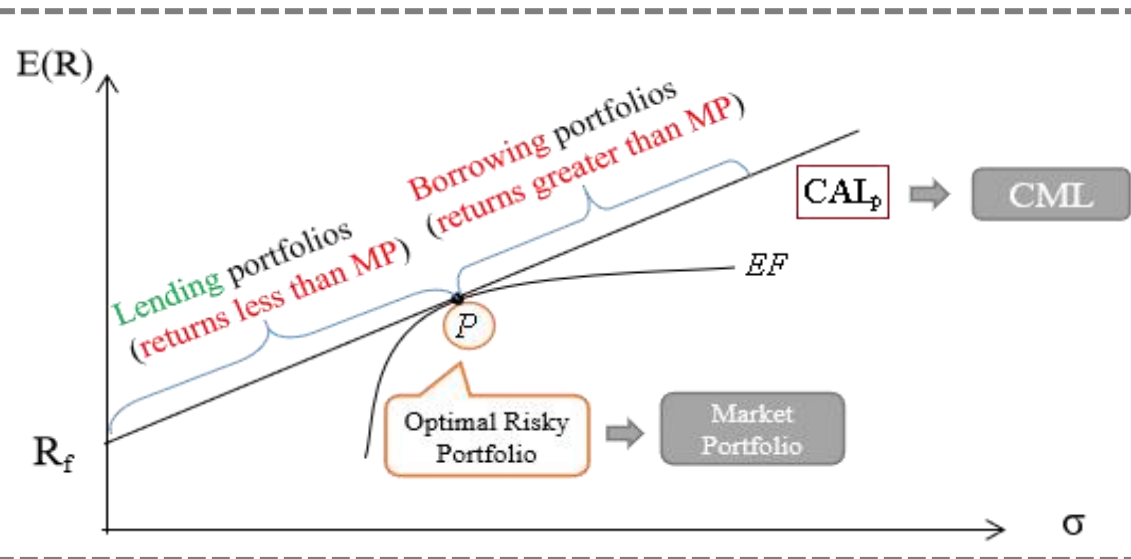 E(R)
Borrowing portfolios
(returns greater than MP)
Lending portfolios
(returns less than MP)
CALp
CML
EF
P
Optimal Risky
Portfolio
Market
Portfolio
Rf
σ